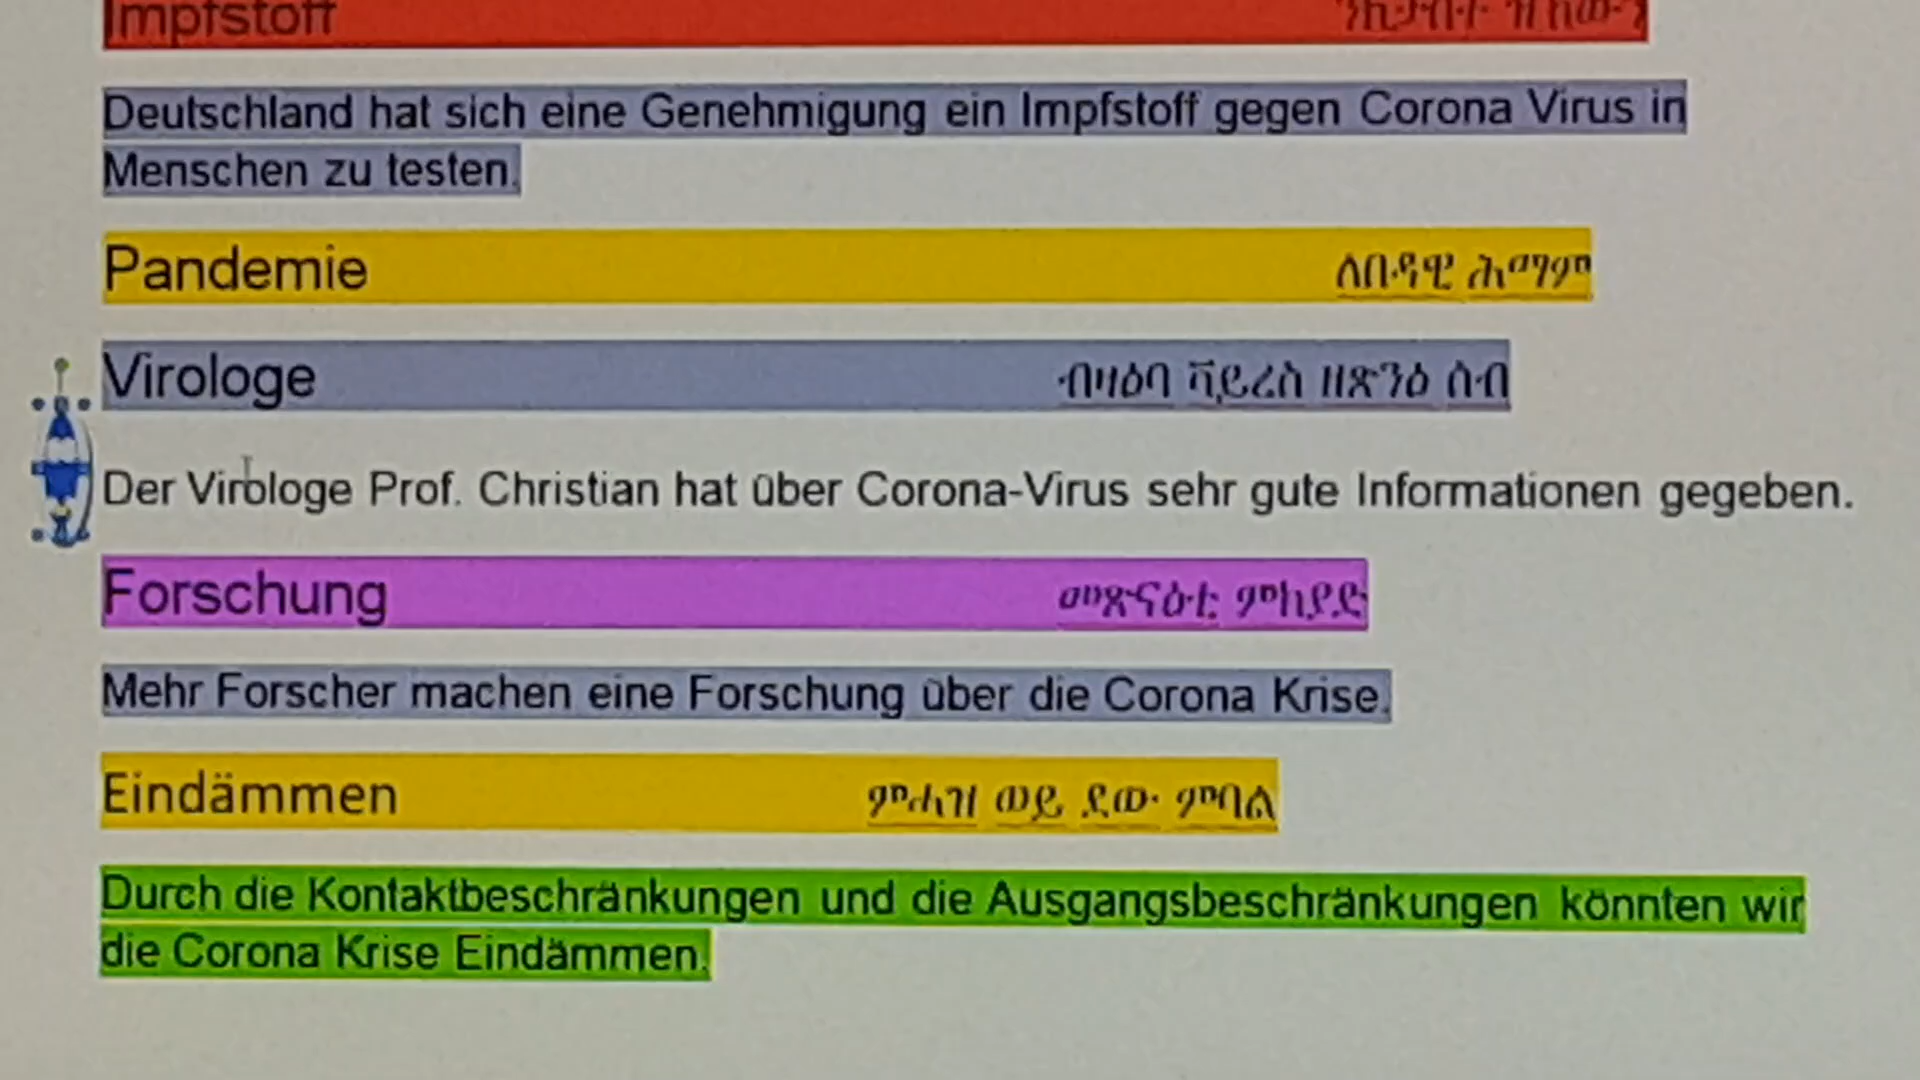 Impfstoff
Deutschland hat sich eine Genehmigung ein Impfstoff gegen Corona Virus in
Menschen zu testen.
Pandemie ለበዳዊ ሕማም
Virologe ብዛዕባ ቫይረስ ዘጽንዕ ሰብ
Der Virologe Prof. Christian hat über Corona-Virus sehr gute Informationen gegeben.
Forschung መጽናዕቲ ምክያድ
Mehr Forscher machen eine Forschung über die Corona Krise.
Eindämmen ምሓዝ ወይ ደው ምባል
Durch die Kontaktbeschränkungen und die Ausgangsbeschränkungen könnten wir
die Corona Krise Eindämmen.